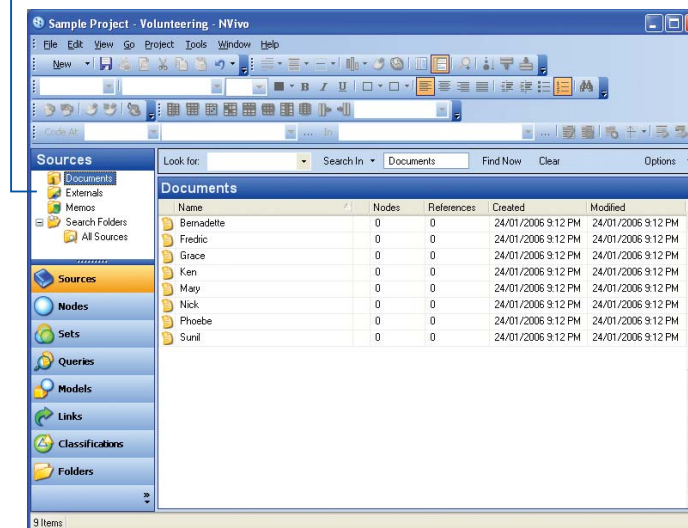 Sample Project - Volunteering - NVivo
File Edit View Go Project Tools Window Help
New
B I U
Code At ... In ...
Sources
Look for: Search In Documents Find Now Clear Options
Documents
Externals
Memos
Search Folders
All Sources
Documents
Name Nodes References Created Modified
Bernadette 0 0 24/01/2006 9:12 PM 24/01/2006 9:12 PM
Fredric 0 0 24/01/2006 9:12 PM 24/01/2006 9:12 PM
Grace 0 0 24/01/2006 9:12 PM 24/01/2006 9:12 PM
Ken 0 0 24/01/2006 9:12 PM 24/01/2006 9:12 PM
Mary 0 0 24/01/2006 9:12 PM 24/01/2006 9:12 PM
Nick 0 0 24/01/2006 9:12 PM 24/01/2006 9:12 PM
Phoebe 0 0 24/01/2006 9:12 PM 24/01/2006 9:12 PM
Sunil 0 0 24/01/2006 9:12 PM 24/01/2006 9:12 PM
Sources
Nodes
Sets
Queries
Models
Links
Classifications
Folders
9 Items